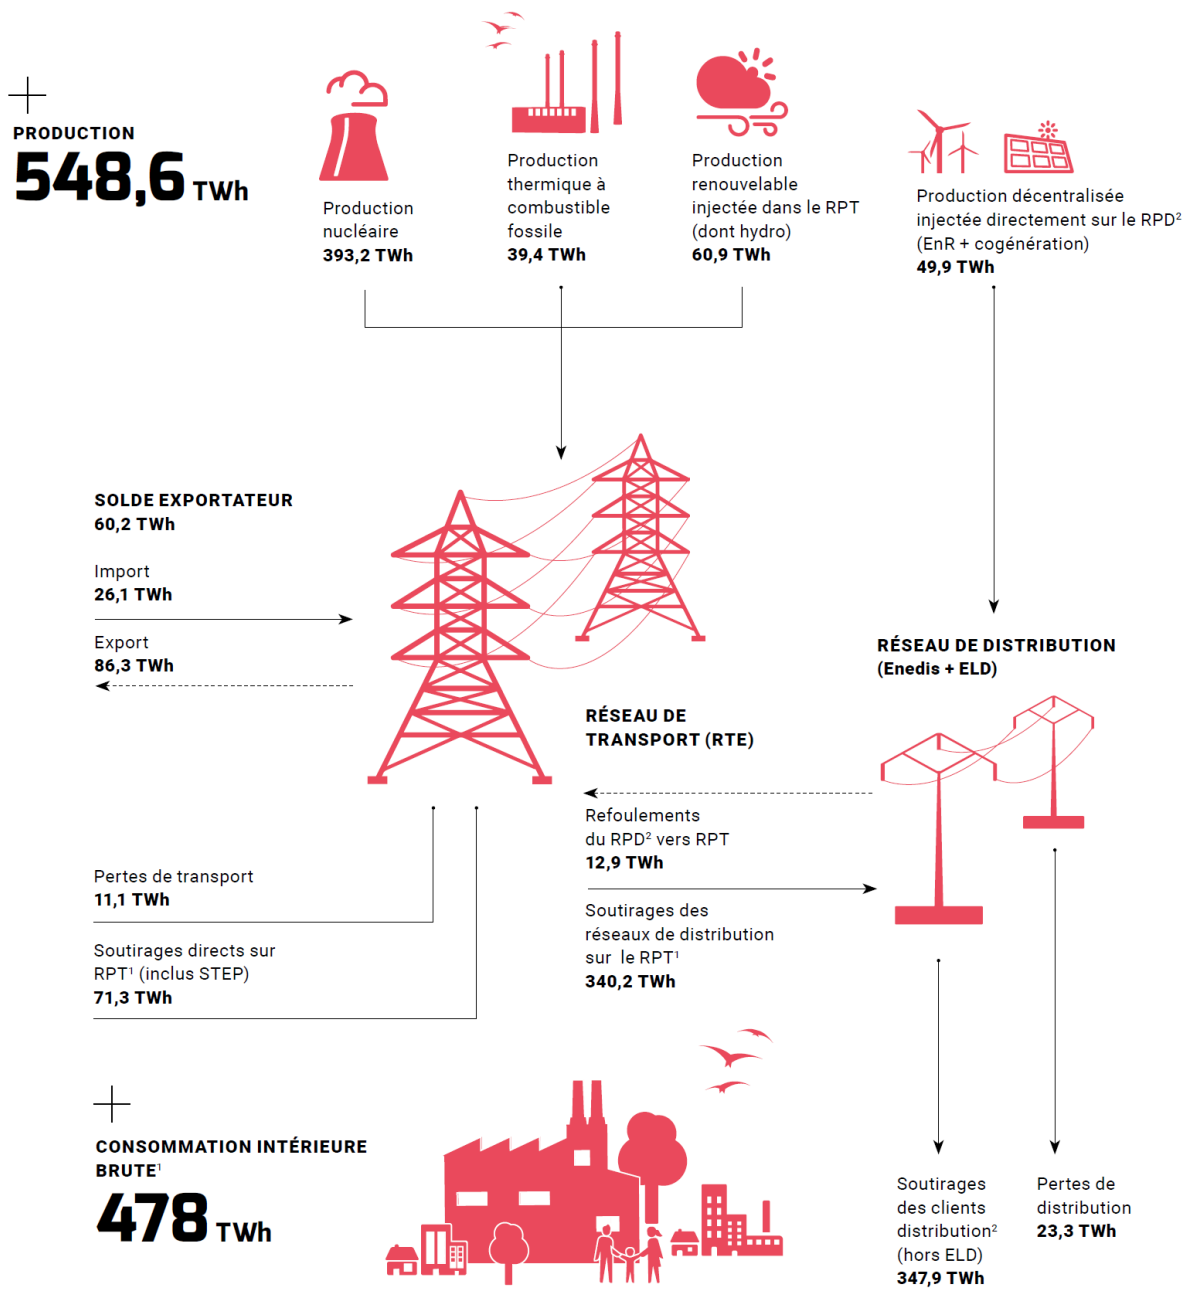 PRODUCTION
548,6 TWh
Production
nucléaire
393,2 TWh
Production
thermique à
combustible
fossile
39,4 TWh
Production
renouvelable
injectée dans le RPT
(dont hydro)
60,9 TWh
Production décentralisée
injectée directement sur le RPD²
(EnR + cogénération)
49,9 TWh
SOLDE EXPORTATEUR
60,2 TWh
Import
26,1 TWh
Export
86,3 TWh
RÉSEAU DE DISTRIBUTION
(Enedis + ELD)
RÉSEAU DE
TRANSPORT (RTE)
Refoulements
du RPD² vers RPT
12,9 TWh
Soutirages des
réseaux de distribution
sur le RPT¹
340,2 TWh
Pertes de transport
11,1 TWh
Soutirages directs sur
RPT¹ (inclus STEP)
71,3 TWh
CONSOMMATION INTÉRIEURE
BRUTE¹
478 TWh
Soutirages
des clients
distribution²
(hors ELD)
347,9 TWh
Pertes de
distribution
23,3 TWh